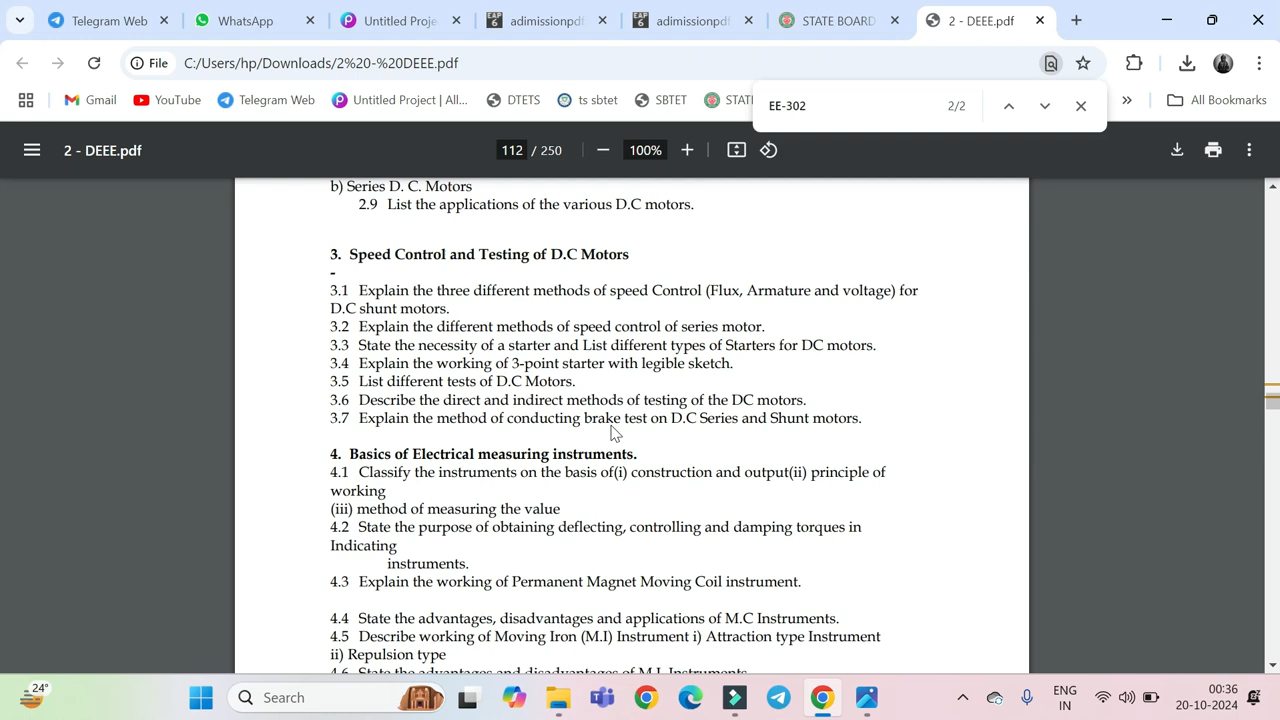 Telegram Web
WhatsApp
Untitled Proje
adimissionpdf
adimissionpdf
STATE BOARD
2 - DEEE.pdf
File
C:/Users/hp/Downloads/2%20-%20DEEE.pdf
Gmail
YouTube
Telegram Web
Untitled Project | Al...
DTETS
ts sbtet
SBTET
All Bookmarks
EE-302
2/2
2 - DEEE.pdf
112 / 250
100%
b) Series D. C. Motors
2.9 List the applications of the various D.C motors.
3. Speed Control and Testing of D.C Motors
-
3.1 Explain the three different methods of speed Control (Flux, Armature and voltage) for
D.C shunt motors.
3.2 Explain the different methods of speed control of series motor.
3.3 State the necessity of a starter and List different types of Starters for DC motors.
3.4 Explain the working of 3-point starter with legible sketch.
3.5 List different tests of D.C Motors.
3.6 Describe the direct and indirect methods of testing of the DC motors.
3.7 Explain the method of conducting brake test on D.C Series and Shunt motors.
4. Basics of Electrical measuring instruments.
4.1 Classify the instruments on the basis of(i) construction and output(ii) principle of
working
(iii) method of measuring the value
4.2 State the purpose of obtaining deflecting, controlling and damping torques in
Indicating
instruments.
4.3 Explain the working of Permanent Magnet Moving Coil instrument.
4.4 State the advantages, disadvantages and applications of M.C Instruments.
4.5 Describe working of Moving Iron (M.I) Instrument i) Attraction type Instrument
ii) Repulsion type
4.6 State the advantages and disadvantages of M.I. Instruments
24°
Search
ENG
IN
00:36
20-10-2024